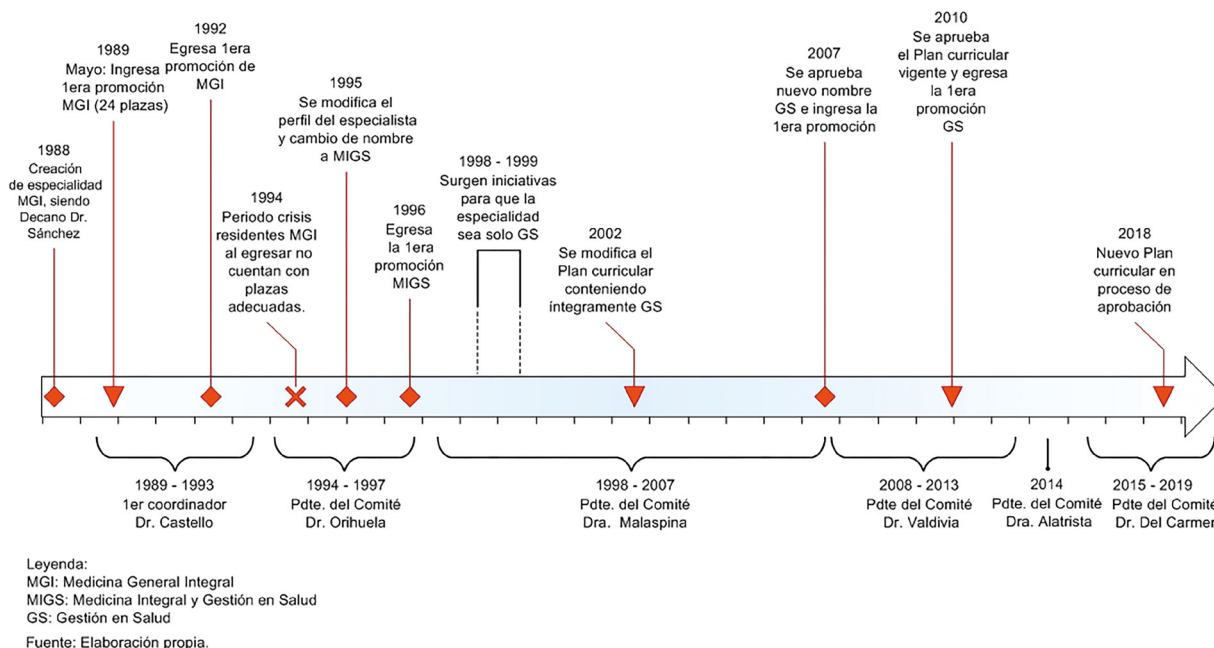 1988
Creación
de especialidad
MGI, siendo
Decano Dr.
Sánchez
1989
Mayo: Ingresa
1era promoción
MGI (24 plazas)
1992
Egresa 1era
promoción de
MGI
1994
Periodo crisis
residentes MGI
al egresar no
cuentan con
plazas
adecuadas.
1995
Se modifica el
perfil del especialista
y cambio de nombre
a MIGS
1996
Egresa
la 1era
promoción
MIGS
1998 - 1999
Surgen iniciativas
para que la
especialidad
sea solo GS
2002
Se modifica el
Plan curricular
conteniendo
íntegramente GS
2007
Se aprueba
nuevo nombre
GS e ingresa la
1era promoción
2010
Se aprueba
el Plan curricular
vigente y egresa
la 1era
promoción
GS
2018
Nuevo Plan
curricular en
proceso de
aprobación
1989 - 1993
1er coordinador
Dr. Castello
1994 - 1997
Pdte. del Comité
Dr. Orihuela
1998 - 2007
Pdte. del Comité
Dra. Malaspina
2008 - 2013
Pdte del Comité
Dr. Valdivia
2014
Pdte. del Comité
Dra. Alatrista
2015 - 2019
Pdte del Comité
Dr. Del Carmen
Leyenda:
MGI: Medicina General Integral
MIGS: Medicina Integral y Gestión en Salud
GS: Gestión en Salud
Fuente: Elaboración propia.